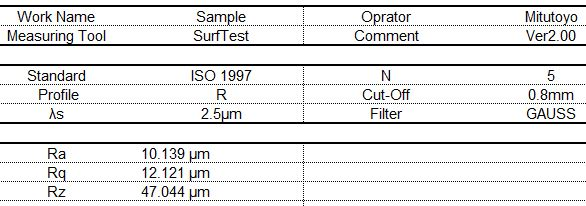 Work Name Sample Oprator Mitutoyo
Measuring Tool SurfTest Comment Ver2.00
Standard ISO 1997 N 5
Profile R Cut-Off 0.8mm
λs 2.5µm Filter GAUSS
Ra 10.139 µm
Rq 12.121 µm
Rz 47.044 µm